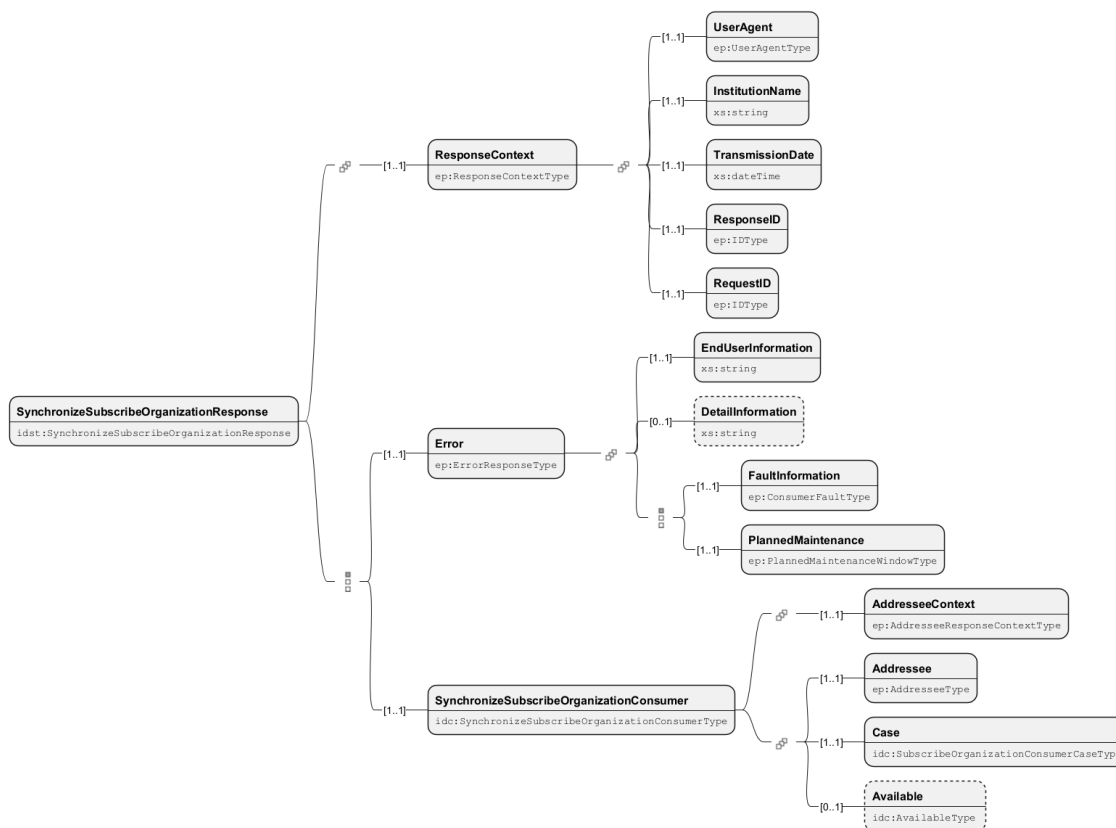 UserAgent
[1..1]
ep:UserAgentType
InstitutionName
[1..1]
xs:string
ResponseContext
[1..1]
ep:ResponseContextType
TransmissionDate
[1..1]
xs:dateTime
ResponseID
[1..1]
ep:IDType
RequestID
[1..1]
ep:IDType
EndUserInformation
[1..1]
xs:string
SynchronizeSubscribeOrganizationResponse
idst:SynchronizeSubscribeOrganizationResponse
DetailInformation
[0..1]
xs:string
Error
[1..1]
ep:ErrorResponseType
FaultInformation
[1..1]
ep:ConsumerFaultType
PlannedMaintenance
[1..1]
ep:PlannedMaintenanceWindowType
AddresseeContext
[1..1]
ep:AddresseeResponseContextType
Addressee
[1..1]
ep:AddresseeType
SynchronizeSubscribeOrganizationConsumer
[1..1]
idc:SynchronizeSubscribeOrganizationConsumerType
Case
[1..1]
idc:SubscribeOrganizationConsumerCaseType
Available
[0..1]
idc:AvailableType